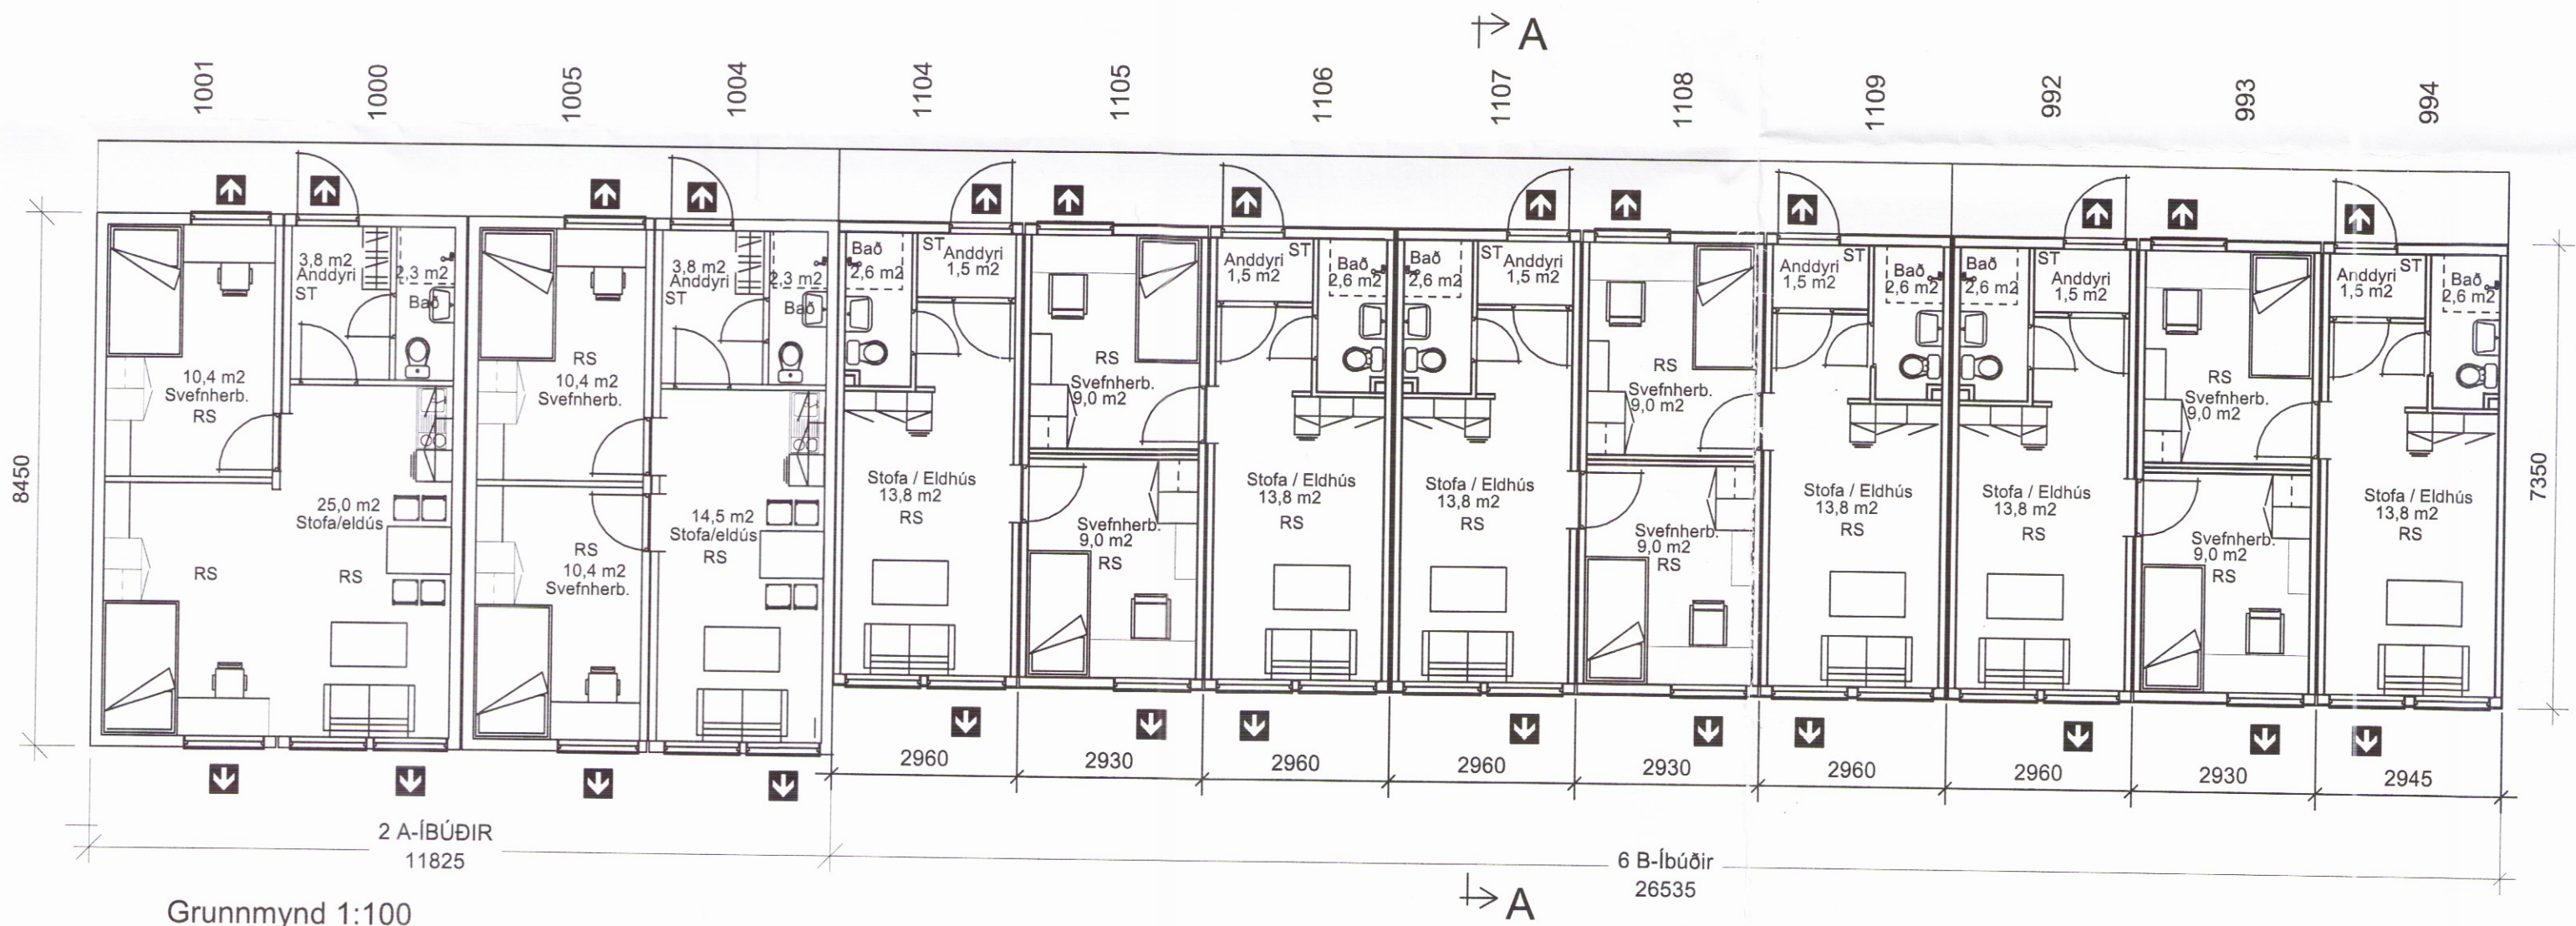 A
1001
1000
1005
1004
1104
1105
1106
1107
1108
1109
992
993
994
3,8 m2
Anddyri
ST
2,3 m2
Bað
10,4 m2
Svefnherb.
RS
25,0 m2
Stofa/eldús
RS
RS
3,8 m2
Anddyri
ST
2,3 m2
Bað
RS
10,4 m2
Svefnherb.
14,5 m2
Stofa/eldús
RS
RS
10,4 m2
Svefnherb.
Bað
2,6 m2
ST
Anddyri
1,5 m2
Stofa / Eldhús
13,8 m2
RS
RS
Svefnherb.
9,0 m2
Svefnherb.
9,0 m2
RS
Anddyri
1,5 m2
ST
Bað
2,6 m2
Stofa / Eldhús
13,8 m2
RS
Bað
2,6 m2
ST
Anddyri
1,5 m2
Stofa / Eldhús
13,8 m2
RS
RS
Svefnherb.
9,0 m2
Svefnherb.
9,0 m2
RS
Anddyri
1,5 m2
ST
Bað
2,6 m2
Stofa / Eldhús
13,8 m2
RS
Bað
2,6 m2
ST
Anddyri
1,5 m2
Stofa / Eldhús
13,8 m2
RS
RS
Svefnherb.
9,0 m2
Svefnherb.
9,0 m2
RS
Anddyri
1,5 m2
ST
Bað
2,6 m2
Stofa / Eldhús
13,8 m2
RS
8450
7350
2960
2930
2960
2960
2930
2960
2960
2930
2945
2 A-ÍBÚÐIR
11825
6 B-Íbúðir
26535
A
Grunnmynd 1:100